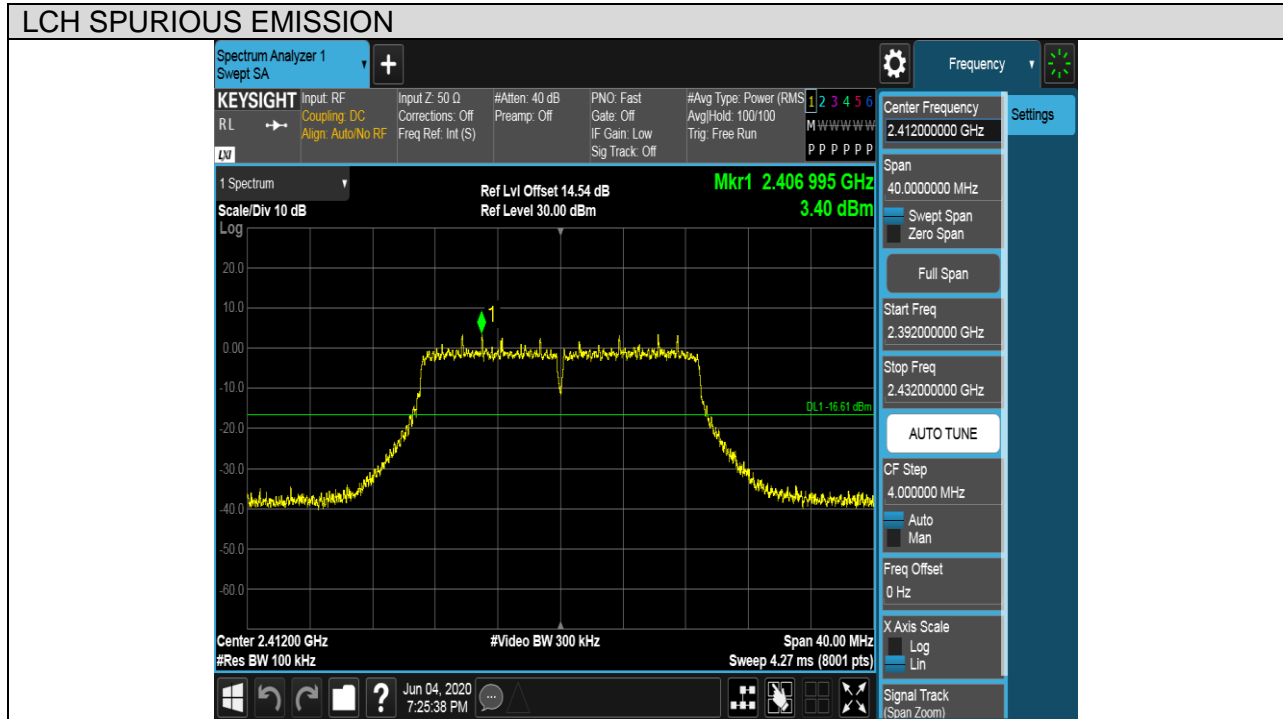 LCH SPURIOUS EMISSION
Spectrum Analyzer 1
Swept SA
Frequency
KEYSIGHT
RL
LXI
Input: RF
Coupling: DC
Align: Auto/No RF
Input Z: 50 Ω
Corrections: Off
Freq Ref: Int (S)
#Atten: 40 dB
Preamp: Off
PNO: Fast
Gate: Off
IF Gain: Low
Sig Track: Off
#Avg Type: Power (RMS
Avg|Hold: 100/100
Trig: Free Run
1 2 3 4 5 6
M W W W W W
P P P P P P
1 Spectrum
Scale/Div 10 dB
Ref Lvl Offset 14.54 dB
Ref Level 30.00 dBm
Mkr1 2.406 995 GHz
3.40 dBm
Log
20.0
10.0
0.00
-10.0
-20.0
-30.0
-40.0
-50.0
-60.0
1
DL1 -16.61 dBm
Center 2.41200 GHz
#Res BW 100 kHz
#Video BW 300 kHz
Span 40.00 MHz
Sweep 4.27 ms (8001 pts)
?
Jun 04, 2020
7:25:38 PM
Center Frequency
2.412000000 GHz
Settings
Span
40.0000000 MHz
Swept Span
Zero Span
Full Span
Start Freq
2.392000000 GHz
Stop Freq
2.432000000 GHz
AUTO TUNE
CF Step
4.000000 MHz
Auto
Man
Freq Offset
0 Hz
X Axis Scale
Log
Lin
Signal Track
(Span Zoom)